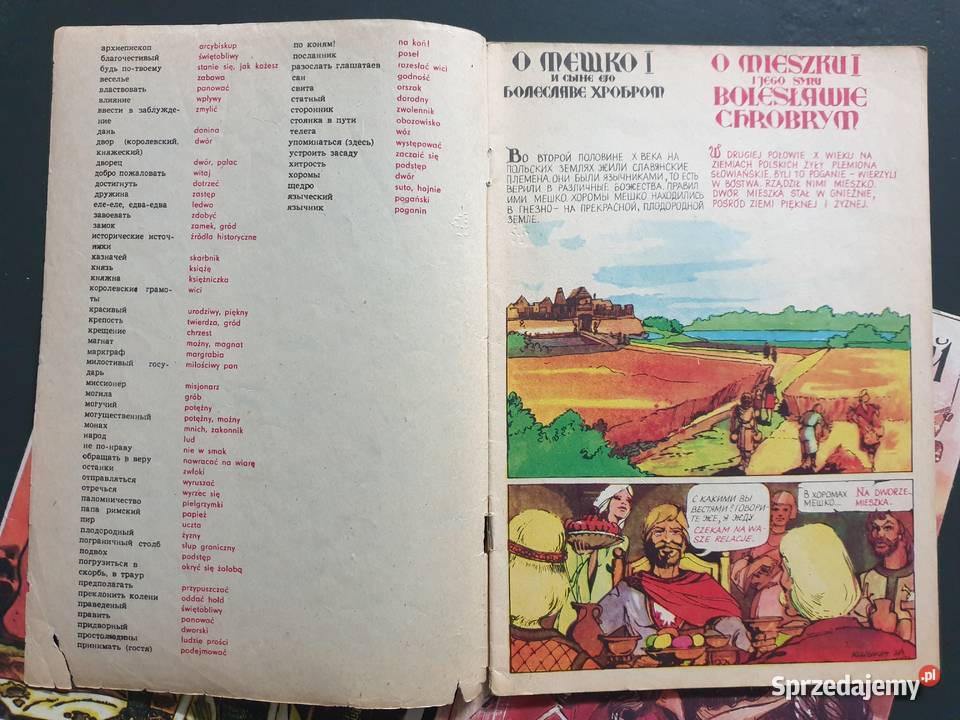 архиепископ arcybiskup
благочестивый świętobliwy
будь по-твоему stanie się, jak każesz
веселье zabawa
властвовать panować
влияние wpływy
ввести в заблужде- zmylić
ние
дань danina
двор (королевский, dwór
княжеский)
дворец dwór, pałac
добро пожаловать witaj
достигнуть dotrzeć
дружина zastęp
еле-еле, едва-едва ledwo
завоевать zdobyć
замок zamek, gród
исторические источ- źródła historyczne
ники
казначей skarbnik
князь książę
княжна księżniczka
королевские грамо- wici
ты
красивый urodziwy, piękny
крепость twierdza, gród
крещение chrzest
магнат możny, magnat
маркграф margrabia
милостивый госу- miłościwy pan
дарь
миссионер misjonarz
могила grób
могучий potężny
могущественный potężny, możny
монах mnich, zakonnik
народ lud
не по-нраву nie w smak
обращать в веру nawracać na wiarę
останки zwłoki
отправляться wyruszać
отречься wyrzec się
паломничество pielgrzymki
папа римский papież
пир uczta
плодородный żyzny
пограничный столб słup graniczny
подвох podstęp
погрузиться в okryć się żałobą
скорбь, в траур
предполагать przypuszczać
преклонить колени oddać hołd
праведеный świętobliwy
править panować
придворный dworski
простолюдины ludzie prości
принимать (гостя) podejmować
по коням! na koń!
посланник poseł
разослать глашатаев rozesłać wici
сан godność
свита orszak
статный dorodny
сторонник zwolennik
стоянка в пути obozowisko
телега wóz
упоминаться (здесь) występować
устроить засаду zaczaić się
хитрость podstęp
хоромы dwór
щедро suto, hojnie
языческий pogański
язычник poganin
О МЕШКО I
И СЫНЕ ЕГО
БОЛЕСЛАВЕ ХРОБРОМ
O MIESZKU I
I JEGO SYNU
BOLESŁAWIE
CHROBRYM
ВО ВТОРОЙ ПОЛОВИНЕ X ВЕКА НА
ПОЛЬСКИХ ЗЕМЛЯХ ЖИЛИ СЛАВЯНСКИЕ
ПЛЕМЕНА. ОНИ БЫЛИ ЯЗЫЧНИКАМИ, ТО ЕСТЬ
ВЕРИЛИ В РАЗЛИЧНЫЕ БОЖЕСТВА. ПРАВИЛ
ИМИ МЕШКО. ХОРОМЫ МЕШКО НАХОДИЛИСЬ
В ГНЕЗНО – НА ПРЕКРАСНОЙ, ПЛОДОРОДНОЙ
ЗЕМЛЕ.
W DRUGIEJ POŁOWIE X WIEKU NA
ZIEMIACH POLSKICH ŻYŁY PLEMIONA
SŁOWIAŃSKIE. BYLI TO POGANIE – WIERZYLI
W BÓSTWA. RZĄDZIŁ NIMI MIESZKO.
DWÓR MIESZKA STAŁ W GNIEŹNIE,
POŚRÓD ZIEMI PIĘKNEJ I ŻYZNEJ.
С КАКИМИ ВЫ
ВЕСТЯМИ? ГОВОРИ-
ТЕ ЖЕ, Я ЖДУ
CZEKAM NA WA-
SZE RELACJE.
В ХОРОМАХ
МЕШКО...
NA DWORZE
MIESZKA.
Sprzedajemy.pl